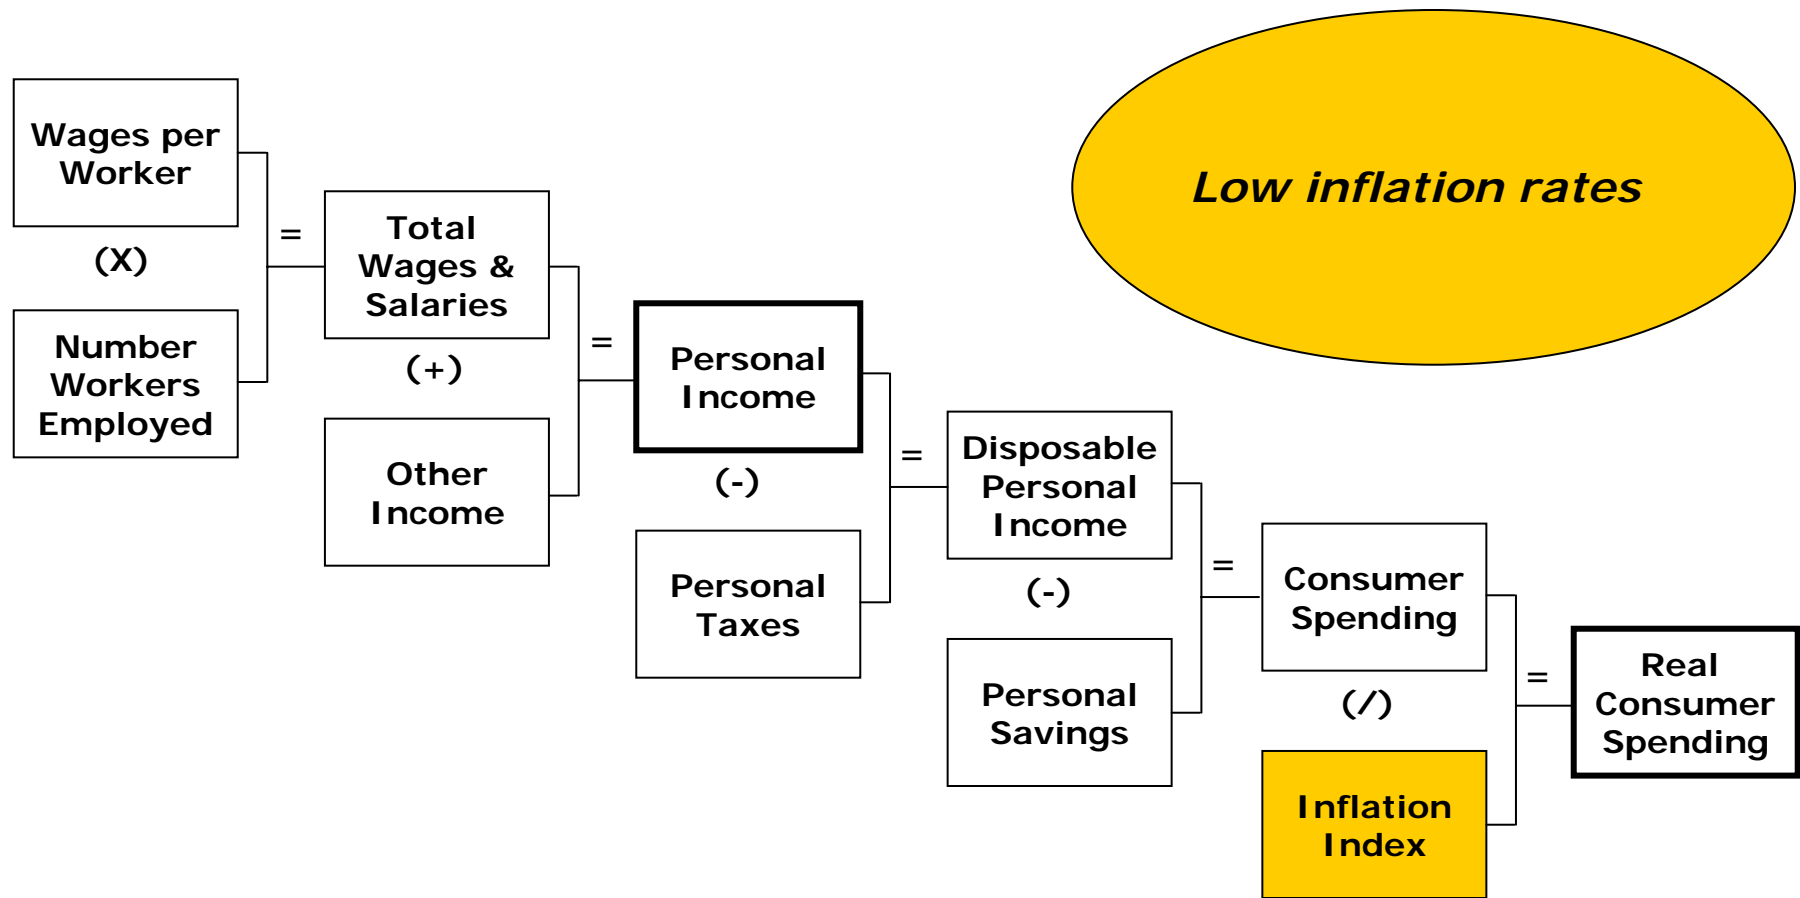 Low inflation rates
Wages per
Worker
(X)
Number
Workers
Employed
=
Total
Wages &
Salaries
(+)
Other
Income
=
Personal
Income
(-)
Personal
Taxes
=
Disposable
Personal
Income
(-)
Personal
Savings
=
Consumer
Spending
(/)
Inflation
Index
=
Real
Consumer
Spending